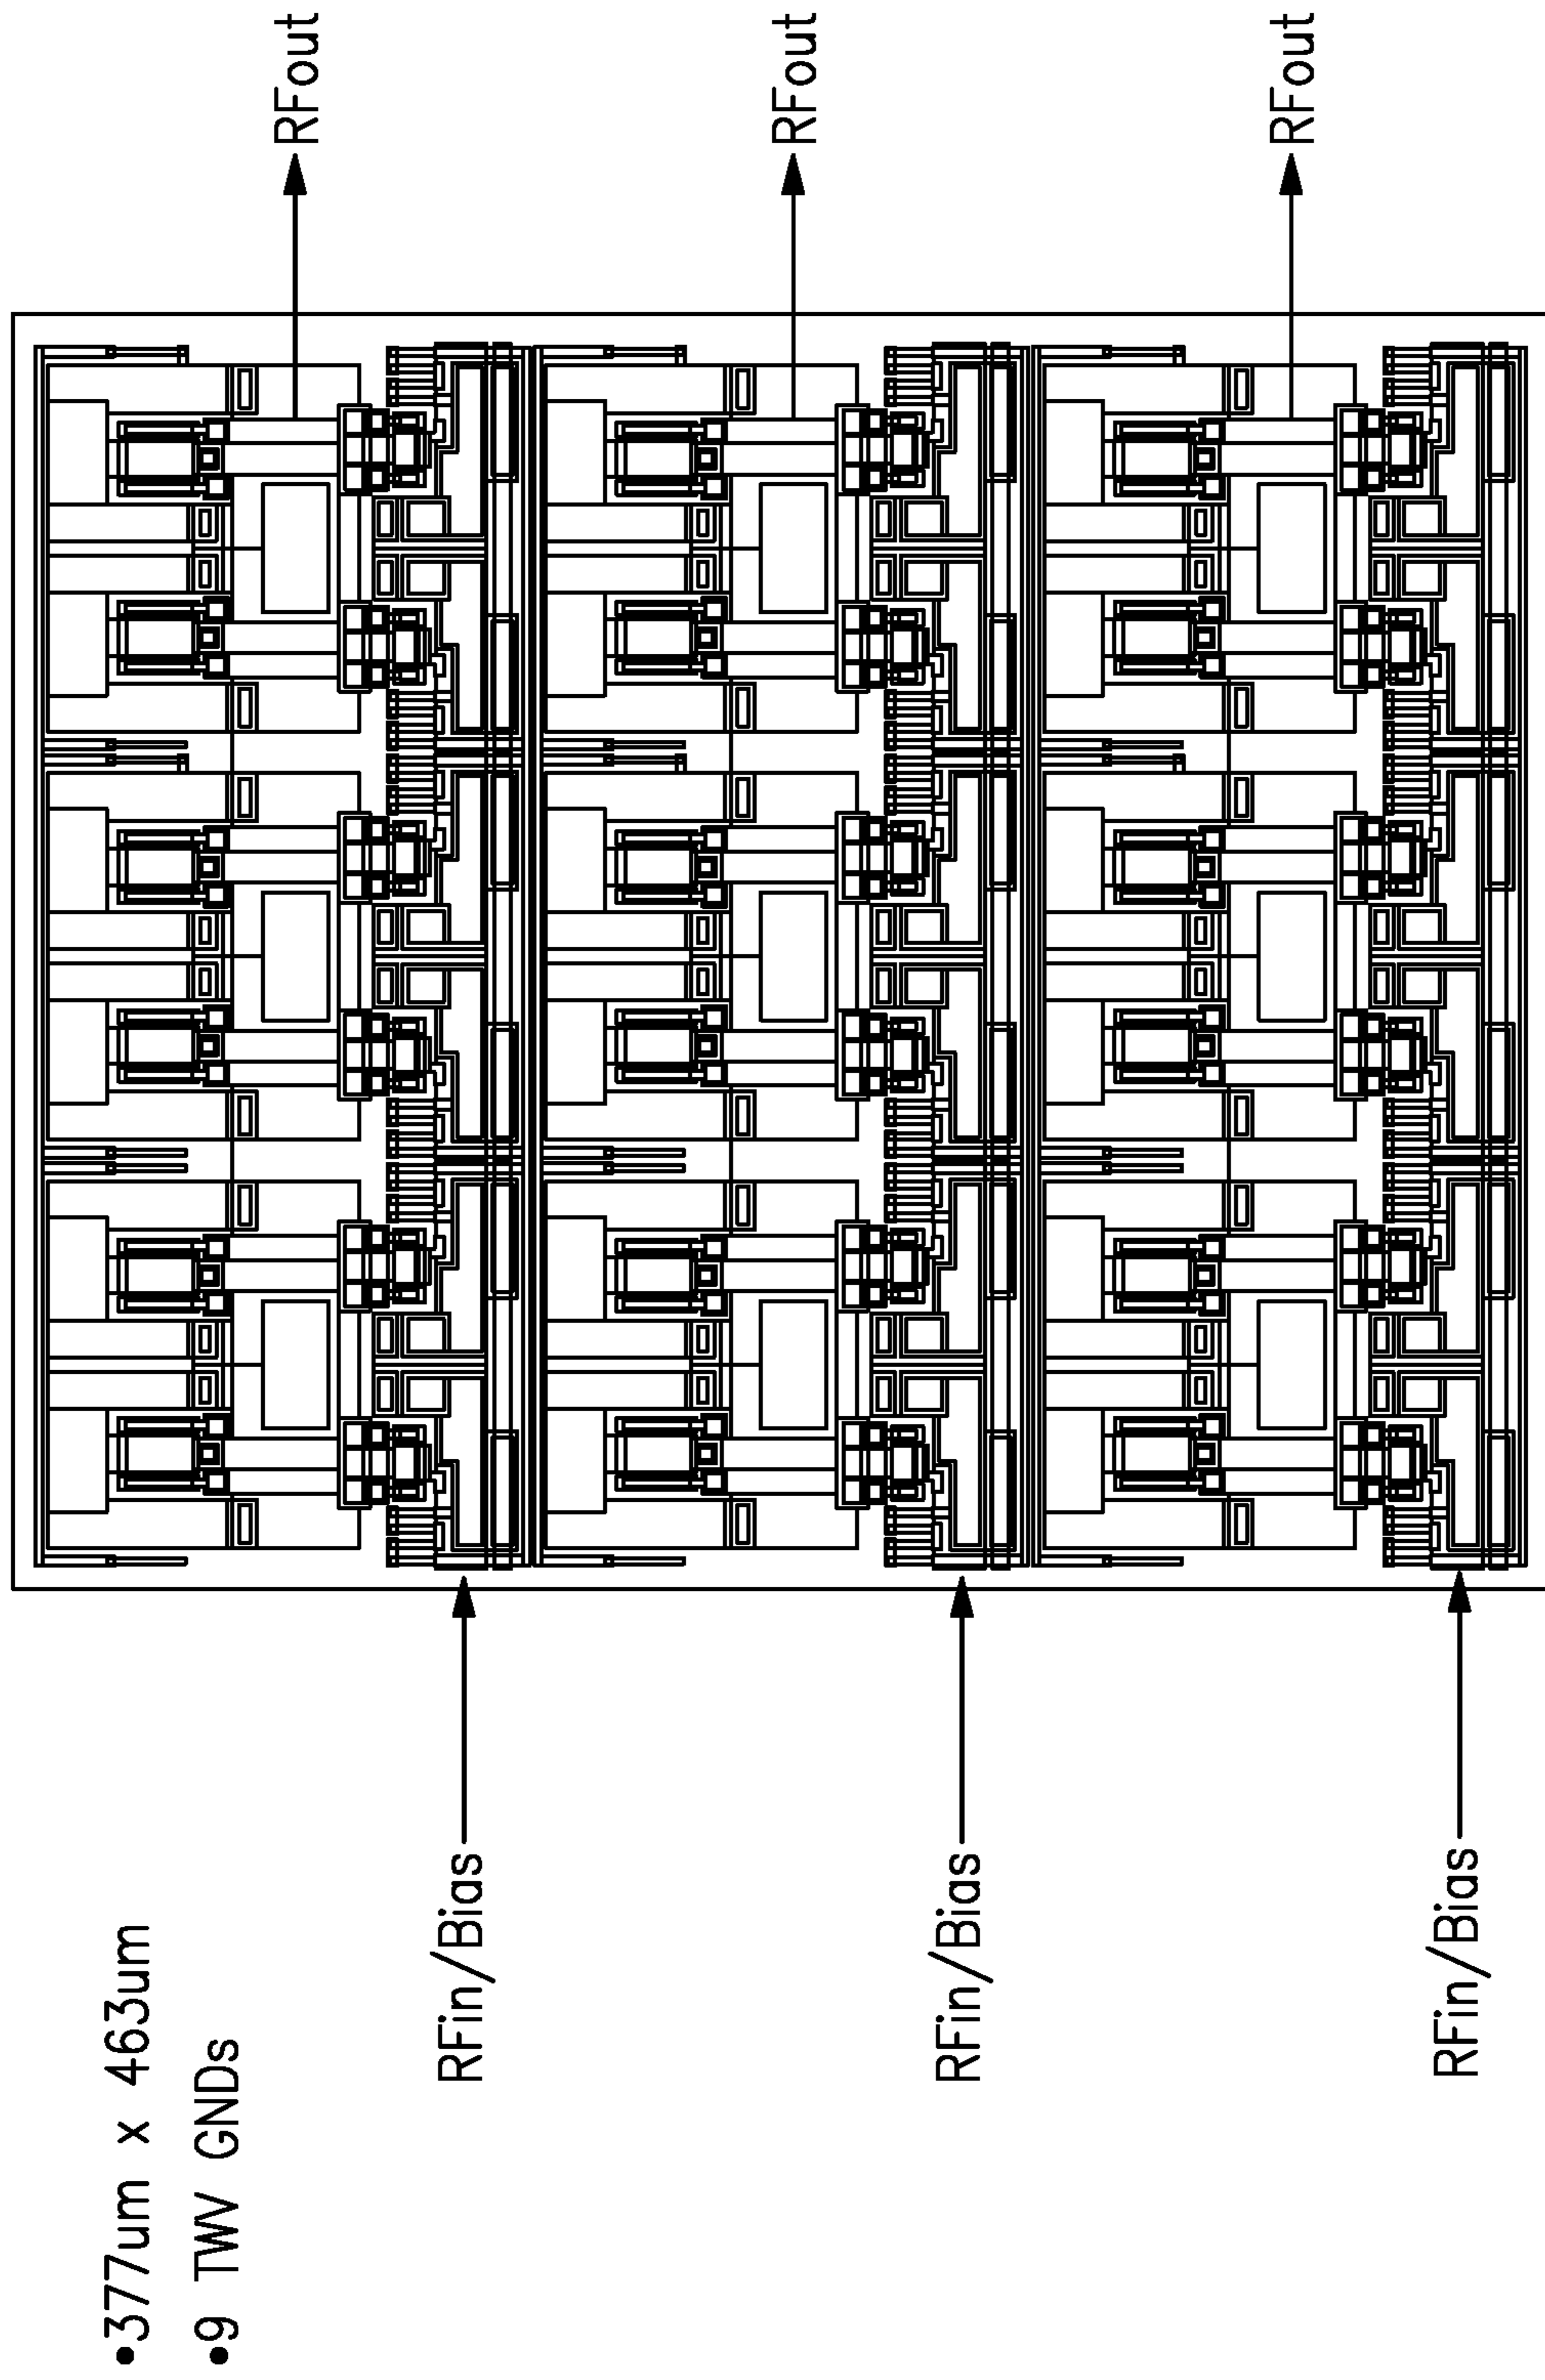 •377um x 463um
•9 TWV GNDs
RFin/Bias
RFout
RFin/Bias
RFout
RFin/Bias
RFout